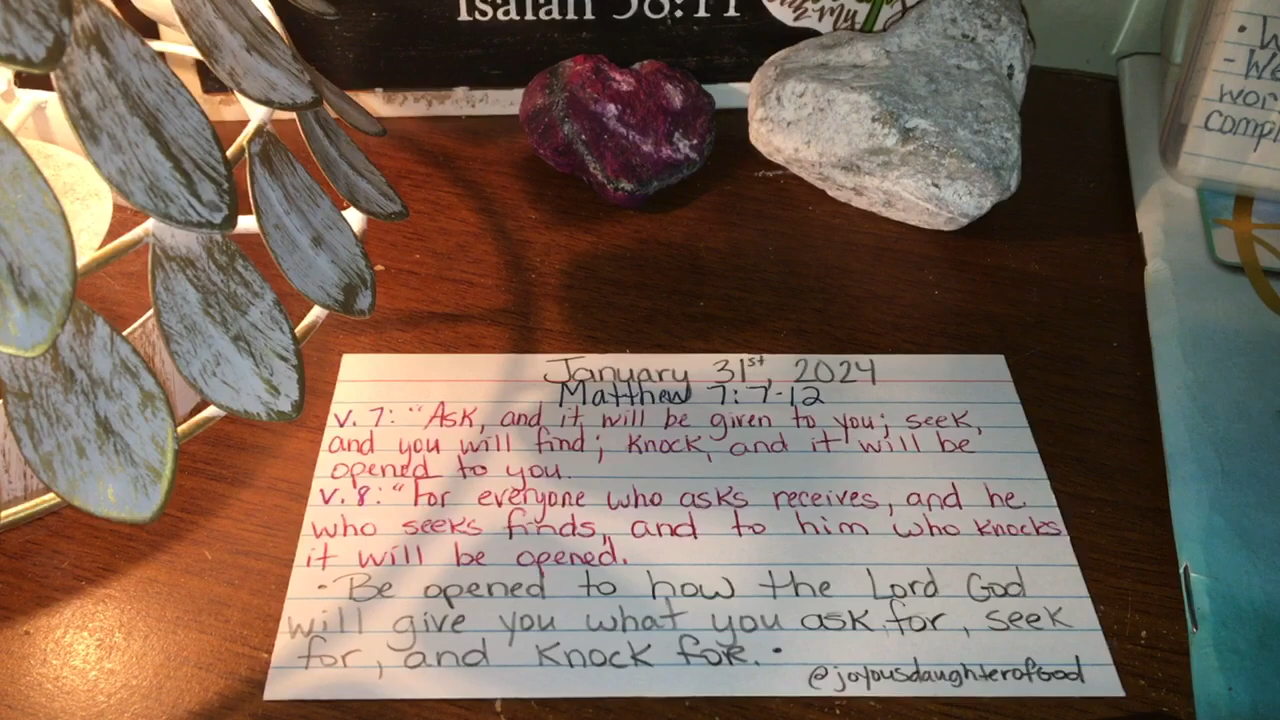 Isaiah 58:11
January 31st, 2024
Matthew 7:7-12
v. 7: "Ask, and it will be given to you; seek,
and you will find; knock, and it will be
opened to you.
v. 8: "For everyone who asks receives, and he
who seeks finds, and to him who knocks
it will be opened.
• Be opened to how the Lord God
will give you what you ask for, seek
for, and knock for. •
@joyousdaughterofGod